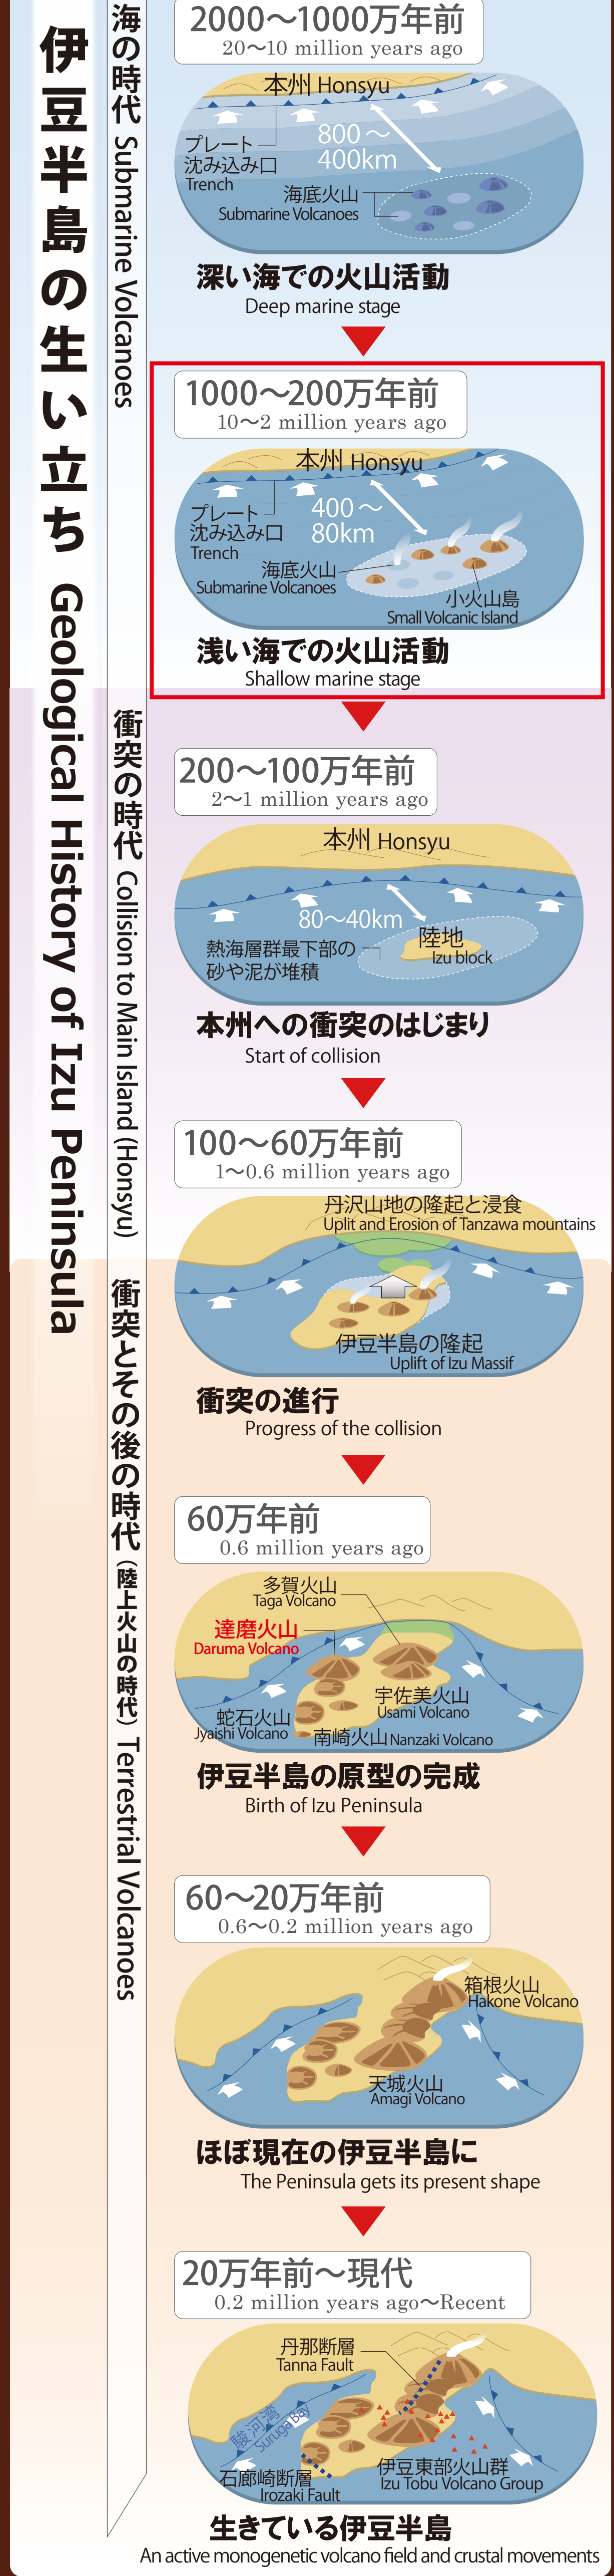 伊豆半島の生い立ち Geological History of Izu Peninsula
海の時代 Submarine Volcanoes
2000〜1000万年前
20〜10 million years ago
本州 Honsyu
プレート
沈み込み口
Trench
800〜
400km
海底火山
Submarine Volcanoes
深い海での火山活動
Deep marine stage
1000〜200万年前
10〜2 million years ago
本州 Honsyu
プレート
沈み込み口
Trench
400〜
80km
海底火山
Submarine Volcanoes
小火山島
Small Volcanic Island
浅い海での火山活動
Shallow marine stage
衝突の時代 Collision to Main Island (Honsyu)
200〜100万年前
2〜1 million years ago
本州 Honsyu
80〜40km
陸地
Izu block
熱海層群最下部の
砂や泥が堆積
本州への衝突のはじまり
Start of collision
100〜60万年前
1〜0.6 million years ago
丹沢山地の隆起と浸食
Uplit and Erosion of Tanzawa mountains
伊豆半島の隆起
Uplift of Izu Massif
衝突の進行
Progress of the collision
衝突とその後の時代（陸上火山の時代）Terrestrial Volcanoes
60万年前
0.6 million years ago
多賀火山
Taga Volcano
達磨火山
Daruma Volcano
宇佐美火山
Usami Volcano
蛇石火山
Jyaishi Volcano
南崎火山 Nanzaki Volcano
伊豆半島の原型の完成
Birth of Izu Peninsula
60〜20万年前
0.6〜0.2 million years ago
箱根火山
Hakone Volcano
天城火山
Amagi Volcano
ほぼ現在の伊豆半島に
The Peninsula gets its present shape
20万年前〜現代
0.2 million years ago〜Recent
丹那断層
Tanna Fault
駿河湾
Suruga Bay
石廊崎断層
Irozaki Fault
伊豆東部火山群
Izu Tobu Volcano Group
生きている伊豆半島
An active monogenetic volcano field and crustal movements